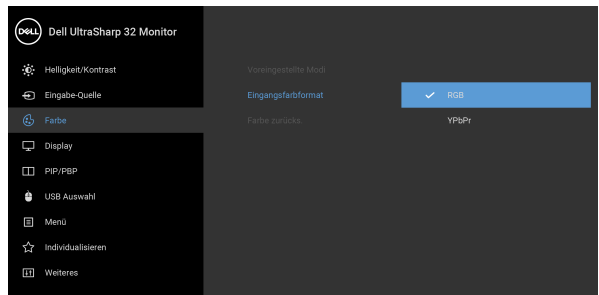 DELL
Dell UltraSharp 32 Monitor
Helligkeit/Kontrast
Eingabe-Quelle
Farbe
Display
PIP/PBP
USB Auswahl
Menü
Individualisieren
Weiteres
Voreingestellte Modi
Eingangsfarbformat
Farbe zurücks.
RGB
YPbPr